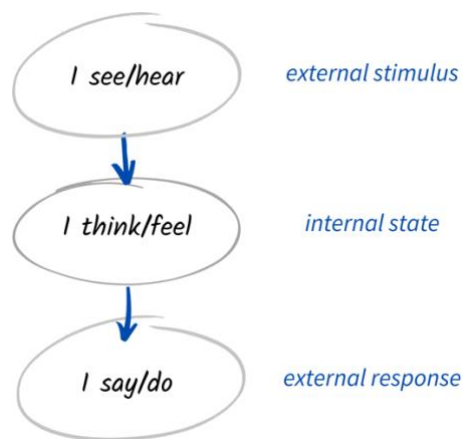 I see/hear
external stimulus
I think/feel
internal state
I say/do
external response